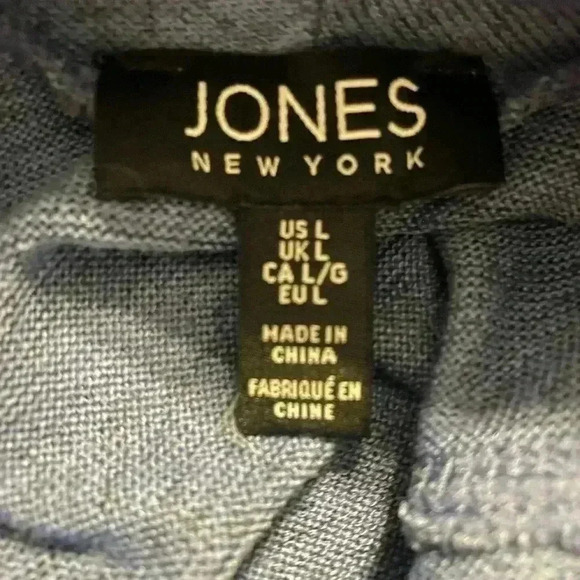 JONES
NEW YORK
US L
UK L
CA L/G
EU L
MADE IN
CHINA
FABRIQUÉ EN
CHINE